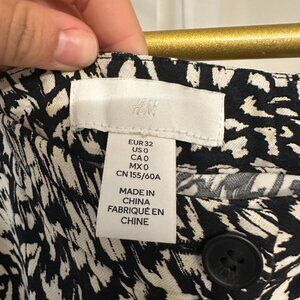 H&M
EUR 32
US 0
CA 0
MX 0
CN 155/60A
MADE IN
CHINA
FABRIQUÉ EN
CHINE